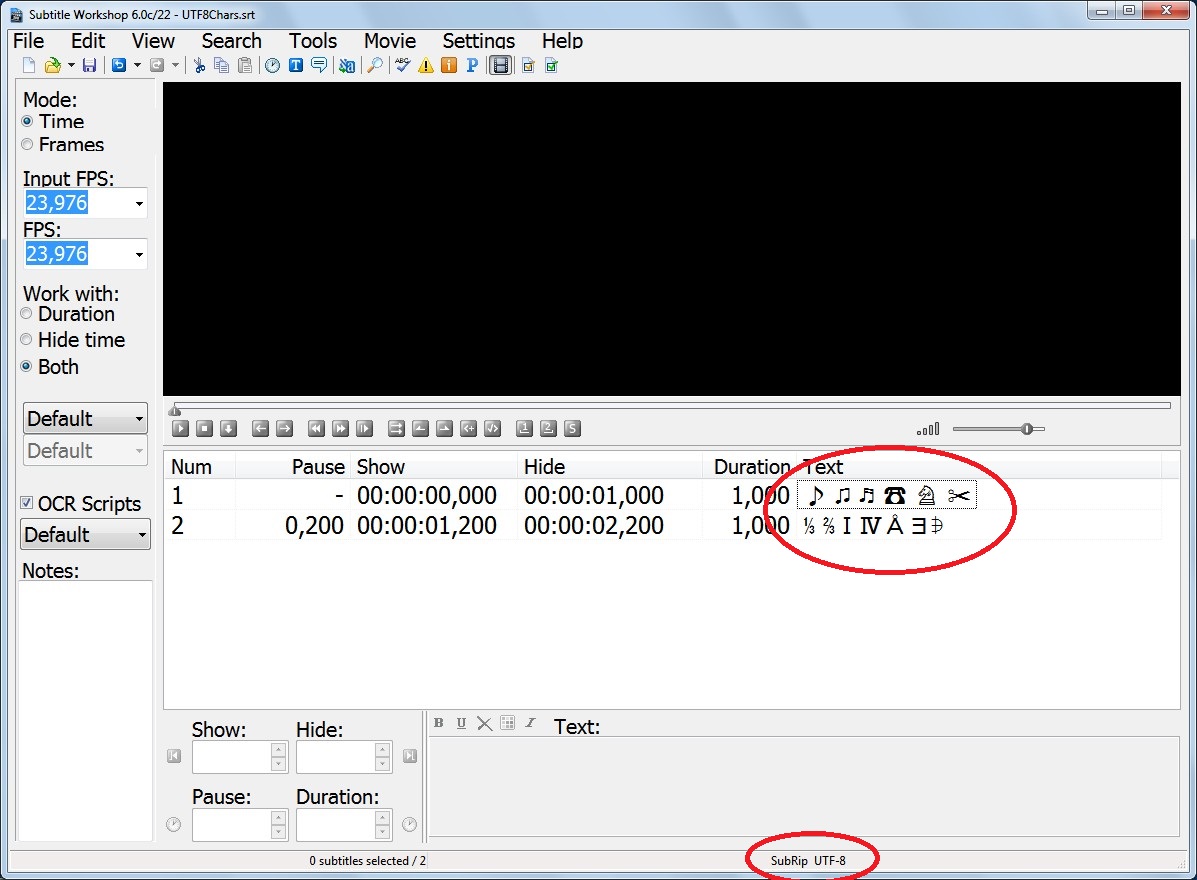 Subtitle Workshop 6.0c/22 - UTF8Chars.srt
File Edit View Search Tools Movie Settings Help
Mode:
Time
Frames
Input FPS:
23,976
FPS:
23,976
Work with:
Duration
Hide time
Both
Default
Default
OCR Scripts
Default
Notes:
Num Pause Show Hide Duration Text
1 - 00:00:00,000 00:00:01,000 1,000 ♪ ♫ ♬ ☎ ♘ ✂
2 0,200 00:00:01,200 00:00:02,200 1,000 ⅓ ⅔ Ⅰ Ⅳ Å ∃ ∌
Show: Hide:
B U I Text:
Pause: Duration:
0 subtitles selected / 2
SubRip UTF-8